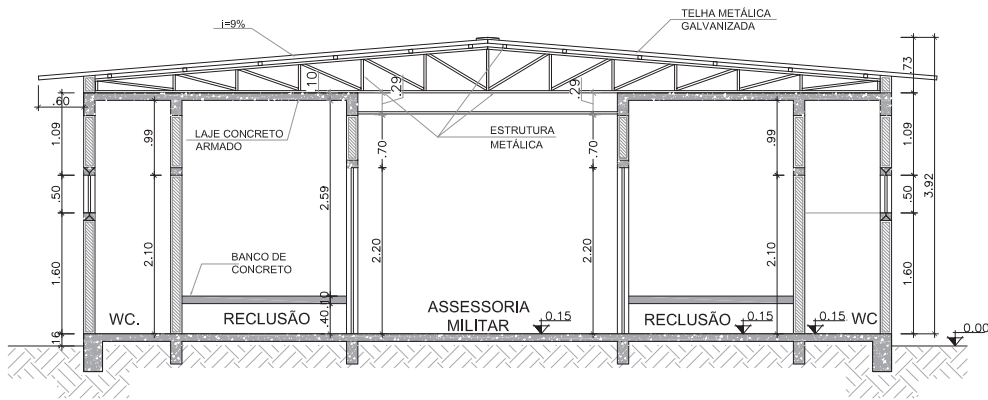 TELHA METÁLICA
GALVANIZADA
i=9%
.73
.10
.29
.29
.60
LAJE CONCRETO
ARMADO
ESTRUTURA
METÁLICA
1.09
.99
.70
.70
.99
1.09
.50
2.59
3.92
.50
2.10
2.20
2.20
2.10
1.60
1.60
BANCO DE
CONCRETO
.10
.40
WC.
RECLUSÃO
ASSESSORIA
MILITAR
0.15
RECLUSÃO
0.15
0.15
WC
16
0.00